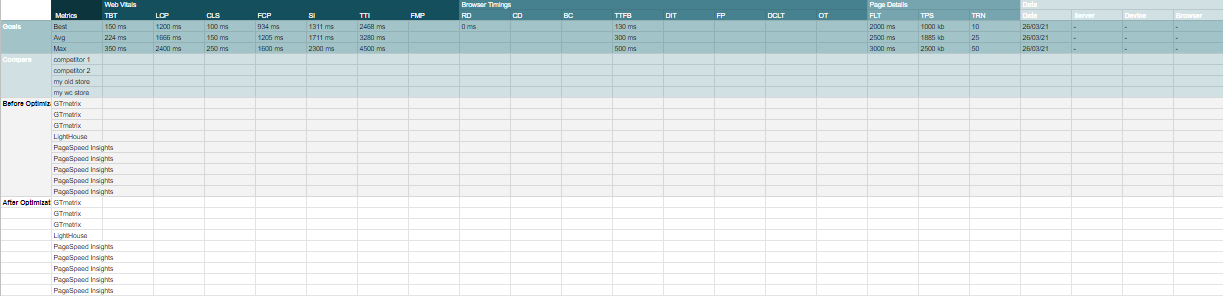 Web Vitals Browser Timings Page Details Data
Metrics TBT LCP CLS FCP SI TTI FMP RD CD BC TTFB DIT FP DCLT OT FLT TPS TRN Date Server Device Browser
Goals Best 150 ms 1200 ms 100 ms 934 ms 1311 ms 2468 ms 0 ms 130 ms 2000 ms 1000 kb 10 26/03/21 - - -
Avg 224 ms 1666 ms 150 ms 1205 ms 1711 ms 3280 ms 300 ms 2500 ms 1885 kb 25 26/03/21 - - -
Max 350 ms 2400 ms 250 ms 1600 ms 2300 ms 4500 ms 500 ms 3000 ms 2500 kb 50 26/03/21 - - -
Compare competitor 1
competitor 2
my old store
my wc store
Before Optimiz GTmatrix
GTmatrix
GTmatrix
LightHouse
PageSpeed Insights
PageSpeed Insights
PageSpeed Insights
PageSpeed Insights
PageSpeed Insights
After Optimizat GTmatrix
GTmatrix
GTmatrix
LightHouse
PageSpeed Insights
PageSpeed Insights
PageSpeed Insights
PageSpeed Insights
PageSpeed Insights